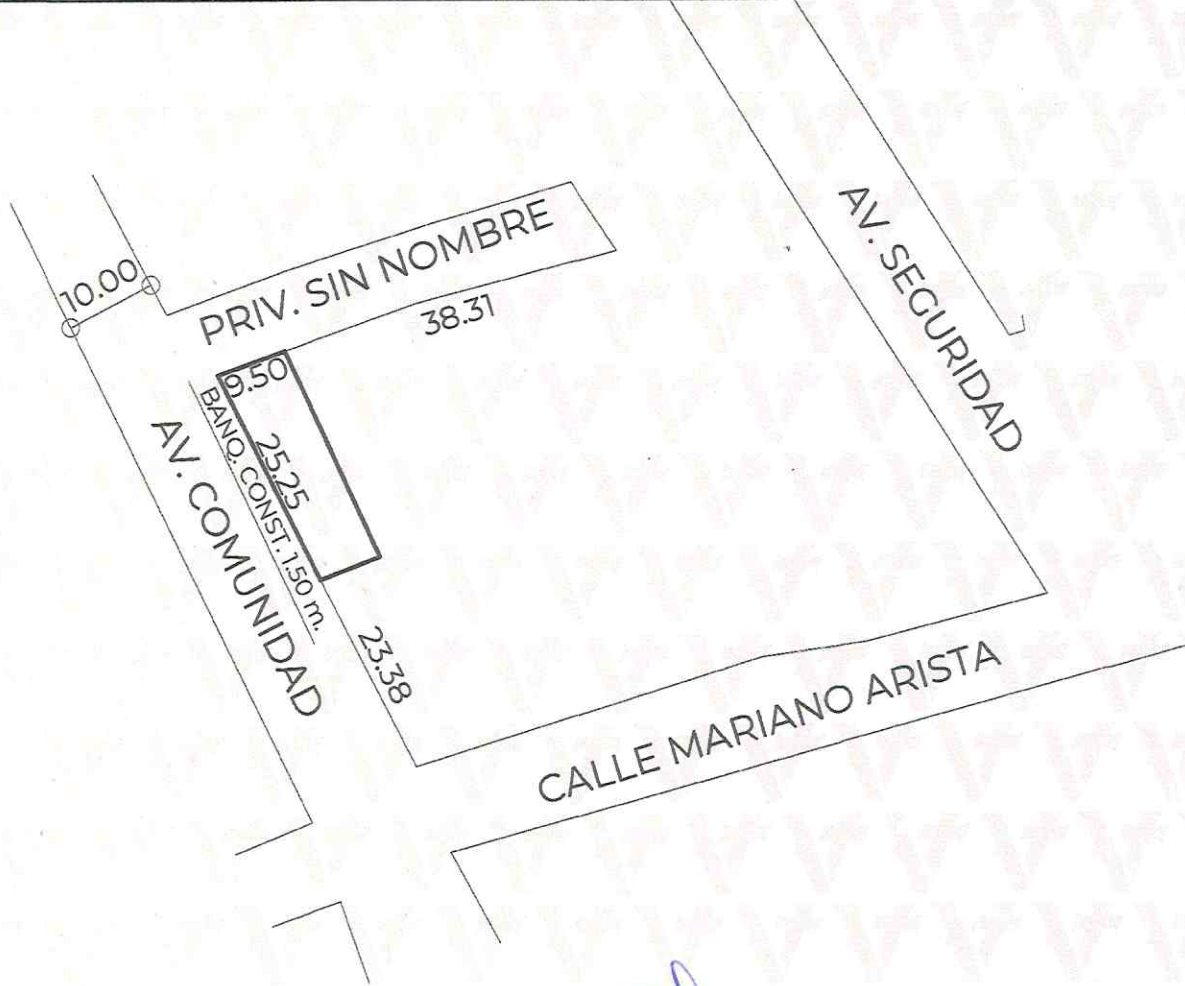 10.00
PRIV. SIN NOMBRE
38.31
9.50
25.25
BANQ. CONST. 1.50 m.
AV. COMUNIDAD
23.38
AV. SEGURIDAD
CALLE MARIANO ARISTA